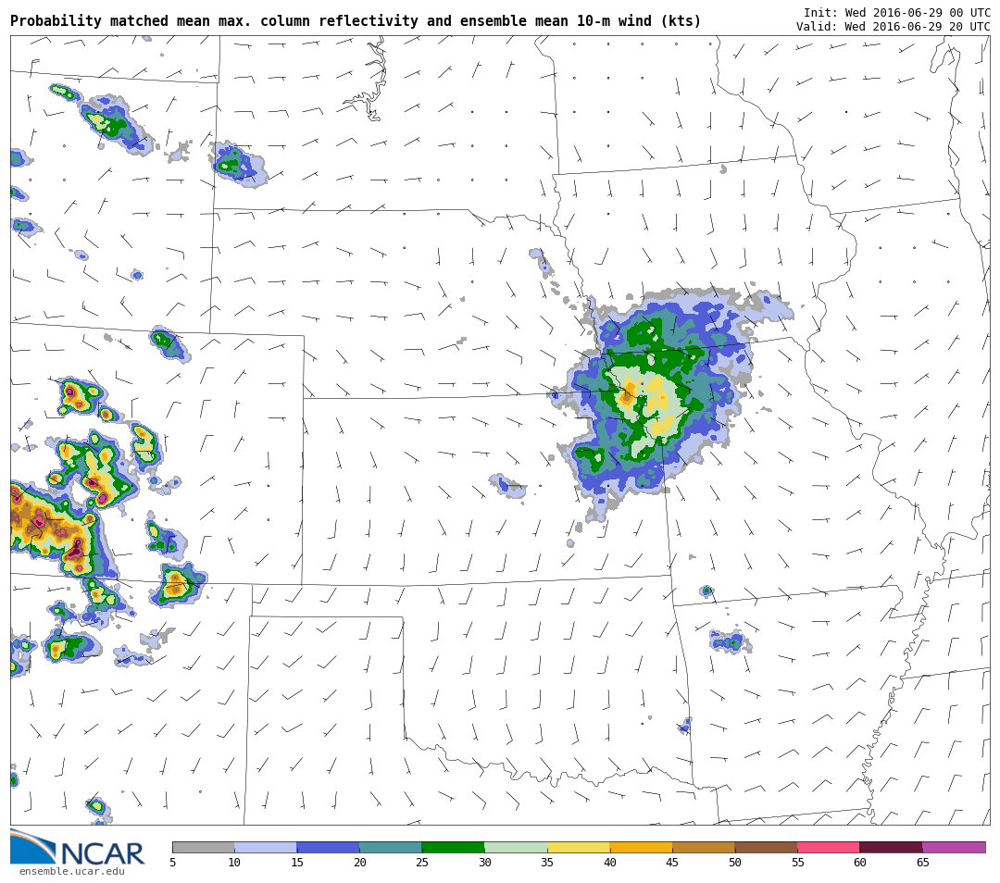 Probability matched mean max. column reflectivity and ensemble mean 10-m wind (kts)
Init: Wed 2016-06-29 00 UTC
Valid: Wed 2016-06-29 20 UTC
NCAR
ensemble.ucar.edu
5 10 15 20 25 30 35 40 45 50 55 60 65